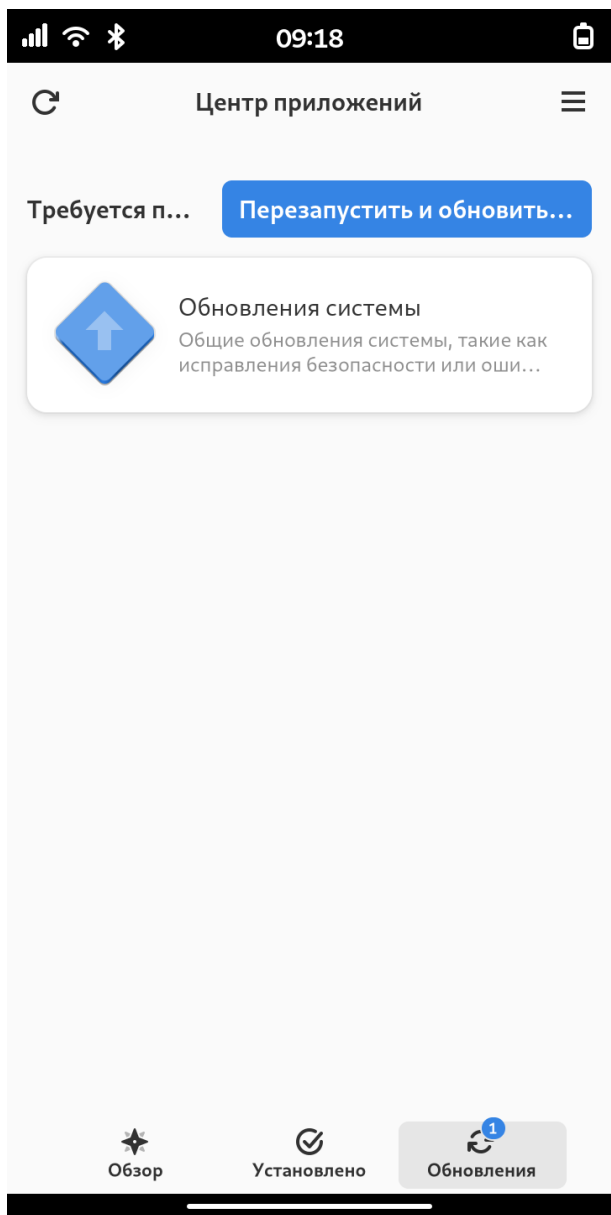 09:18
Центр приложений
Требуется п...
Перезапустить и обновить...
Обновления системы
Общие обновления системы, такие как
исправления безопасности или оши...
1
Обзор
Установлено
Обновления